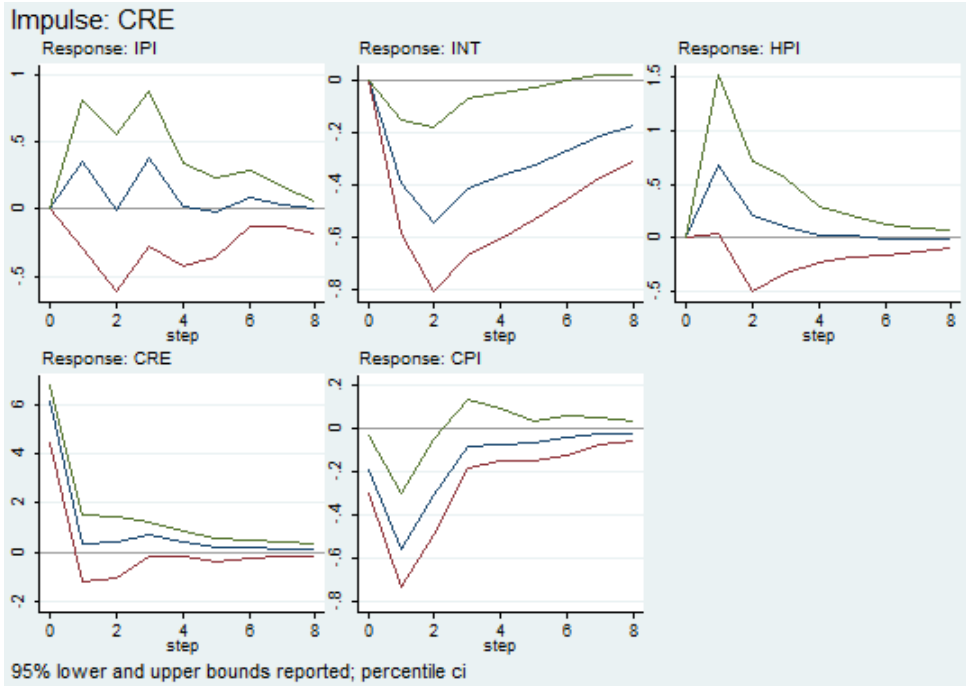 Impulse: CRE
Response: IPI
1
.5
0
-.5
0 2 4 6 8
step
Response: INT
0
-.2
-.4
-.6
-.8
0 2 4 6 8
step
Response: HPI
1.5
1
.5
0
-.5
0 2 4 6 8
step
Response: CRE
6
4
2
0
-2
0 2 4 6 8
step
Response: CPI
.2
0
-.2
-.4
-.6
-.8
0 2 4 6 8
step
95% lower and upper bounds reported; percentile ci